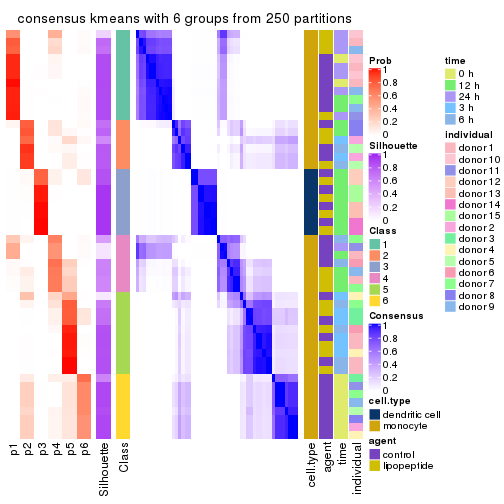 consensus kmeans with 6 groups from 250 partitions
Prob
1
0.8
0.6
0.4
0.2
0
Silhouette
1
0.8
0.6
0.4
0.2
0
Class
1
2
3
4
5
6
Consensus
1
0.8
0.6
0.4
0.2
0
cell.type
dendritic cell
monocyte
agent
control
lipopeptide
time
0 h
12 h
24 h
3 h
6 h
individual
donor 1
donor 10
donor 11
donor 12
donor 13
donor 14
donor 15
donor 2
donor 3
donor 4
donor 5
donor 6
donor 7
donor 8
donor 9
p1
p2
p3
p4
p5
p6
Silhouette
Class
cell.type
agent
time
individual